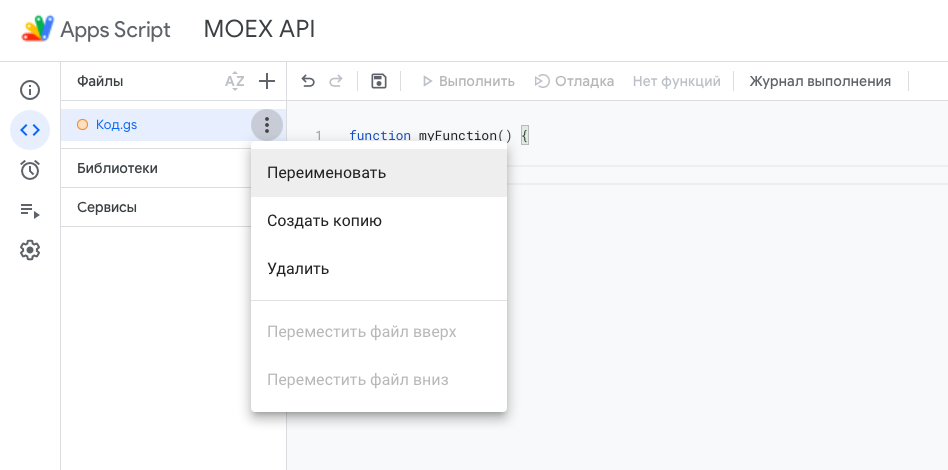 Apps Script MOEX API
Файлы AZ Выполнить Отладка Нет функций Журнал выполнения
Код.gs
1 function myFunction() {
Библиотеки
Сервисы
Переименовать
Создать копию
Удалить
Переместить файл вверх
Переместить файл вниз